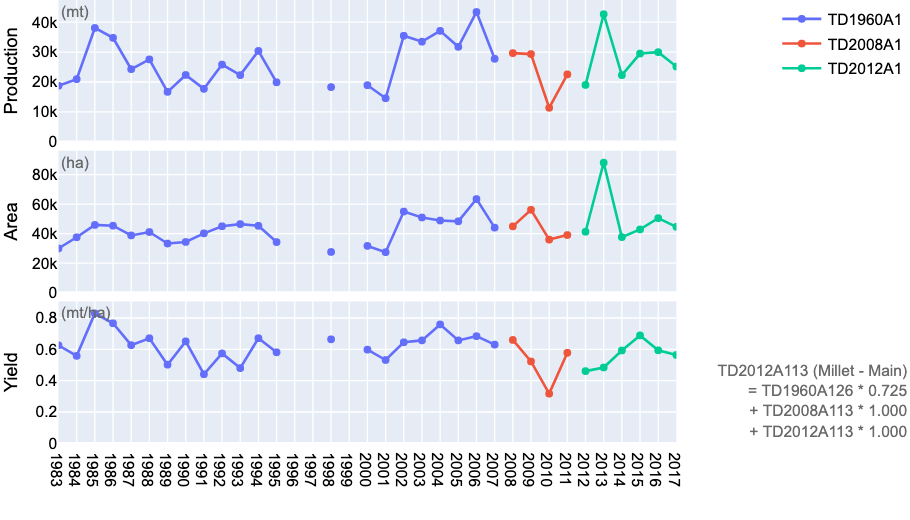 (mt)
40k
30k
20k
10k
0
Production
TD1960A1
TD2008A1
TD2012A1
(ha)
80k
60k
40k
20k
0
Area
(mt/ha)
0.8
0.6
0.4
0.2
0
Yield
TD2012A113 (Millet - Main)
= TD1960A126 * 0.725
+ TD2008A113 * 1.000
+ TD2012A113 * 1.000
1983
1984
1985
1986
1987
1988
1989
1990
1991
1992
1993
1994
1995
1996
1997
1998
1999
2000
2001
2002
2003
2004
2005
2006
2007
2008
2009
2010
2011
2012
2013
2014
2015
2016
2017